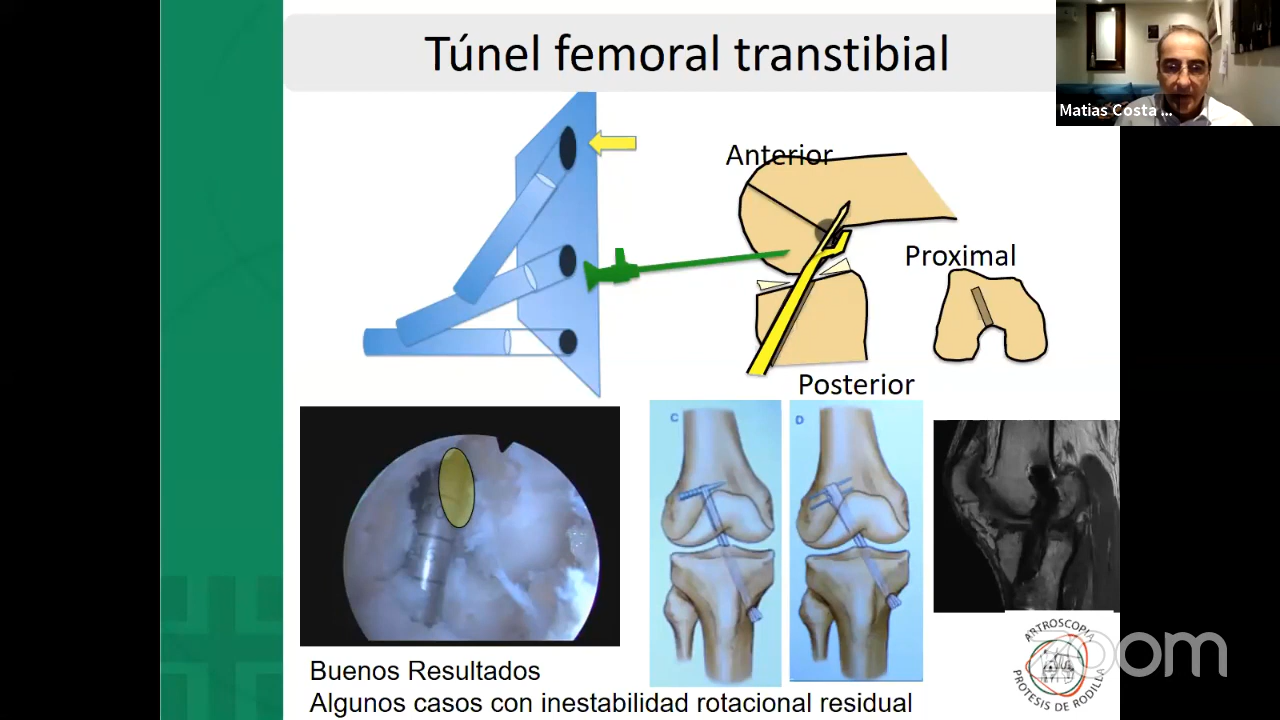 Túnel femoral transtibial
Matias Costa ...
Anterior
Proximal
Posterior
C
D
Buenos Resultados
Algunos casos con inestabilidad rotacional residual
ARTROSCOPIA
PROTESIS DE RODILLA
zoom